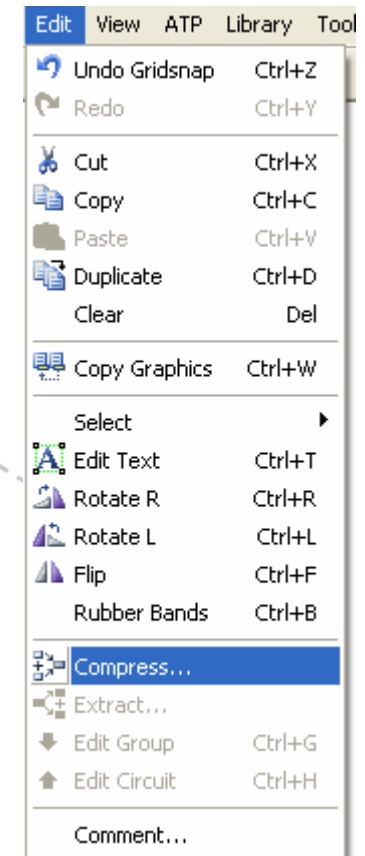 Edit View ATP Library Tool
Undo Gridsnap Ctrl+Z
Redo Ctrl+Y
Cut Ctrl+X
Copy Ctrl+C
Paste Ctrl+V
Duplicate Ctrl+D
Clear Del
Copy Graphics Ctrl+W
Select
Edit Text Ctrl+T
Rotate R Ctrl+R
Rotate L Ctrl+L
Flip Ctrl+F
Rubber Bands Ctrl+B
Compress...
Extract...
Edit Group Ctrl+G
Edit Circuit Ctrl+H
Comment...